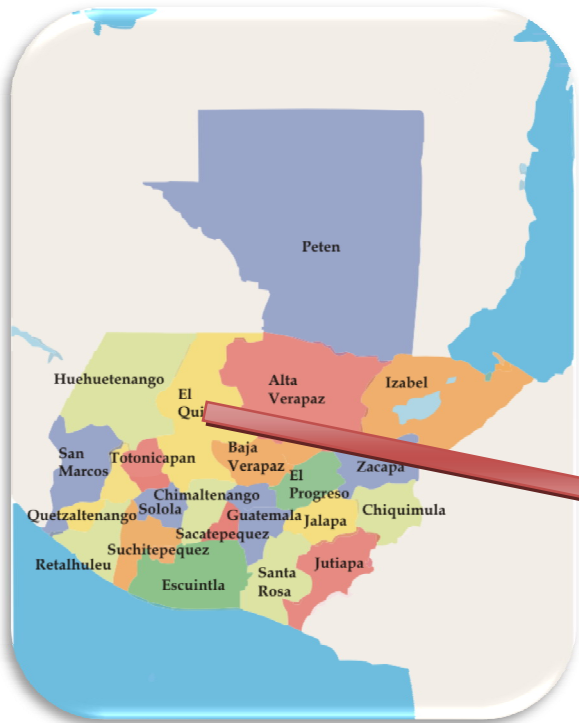 Peten
Huehuetenango
El
Qui
Alta
Verapaz
Izabel
San
Marcos
Totonicapan
Baja
Verapaz
Zacapa
El
Progreso
Chimaltenango
Quetzaltenango
Solola
Guatemala
Jalapa
Chiquimula
Sacatepequez
Suchitepequez
Retalhuleu
Escuintla
Santa
Rosa
Jutiapa